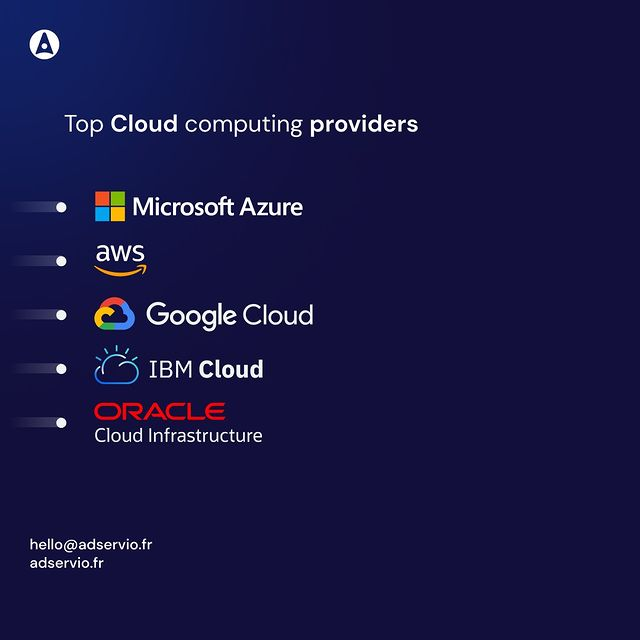 Top Cloud computing providers
Microsoft Azure
aws
Google Cloud
IBM Cloud
ORACLE
Cloud Infrastructure
hello@adservio.fr
adservio.fr